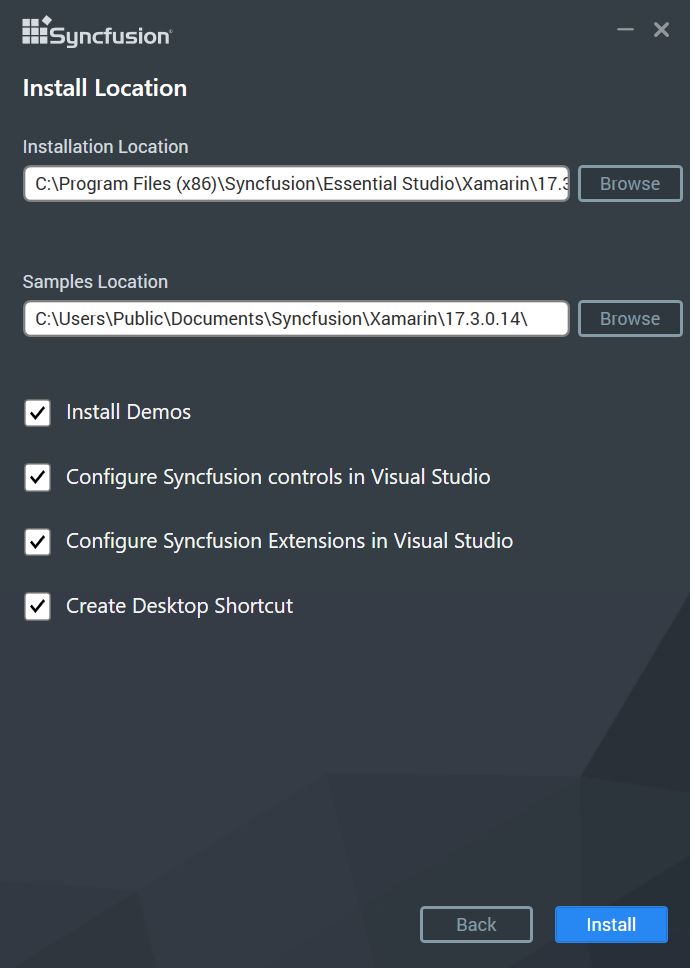 Syncfusion
Install Location
Installation Location
C:\Program Files (x86)\Syncfusion\Essential Studio\Xamarin\17.3
Browse
Samples Location
C:\Users\Public\Documents\Syncfusion\Xamarin\17.3.0.14\
Browse
Install Demos
Configure Syncfusion controls in Visual Studio
Configure Syncfusion Extensions in Visual Studio
Create Desktop Shortcut
Back
Install